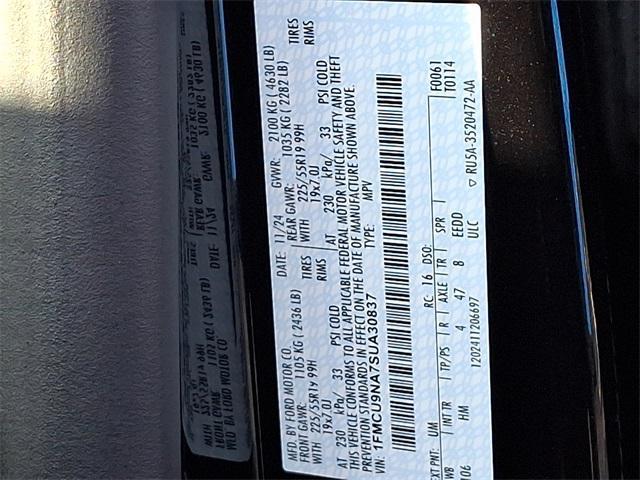 MFD. BY FORD MOTOR CO.
DATE: 11/24 GVWR: 2100 KG ( 4630 LB)
FRONT GAWR: 1105 KG ( 2436 LB) REAR GAWR: 1035 KG ( 2282 LB)
WITH 225/55R19 99H TIRES WITH 225/55R19 99H TIRES
19x7.0J RIMS 19x7.0J RIMS
AT 230 kPa/ 33 PSI COLD AT 230 kPa/ 33 PSI COLD
THIS VEHICLE CONFORMS TO ALL APPLICABLE FEDERAL MOTOR VEHICLE SAFETY AND THEFT
PREVENTION STANDARDS IN EFFECT ON THE DATE OF MANUFACTURE SHOWN ABOVE.
VIN: 1FMCU9NA7SUA30837 TYPE: MPV
F0061
T0114
EXT PNT: UM RC: 16 DSO:
WB INT TR TP/PS R AXLE TR SPR
106 HM 4 47 8 EEDD
12024111206697 ULC
RU5A-3520472-AA